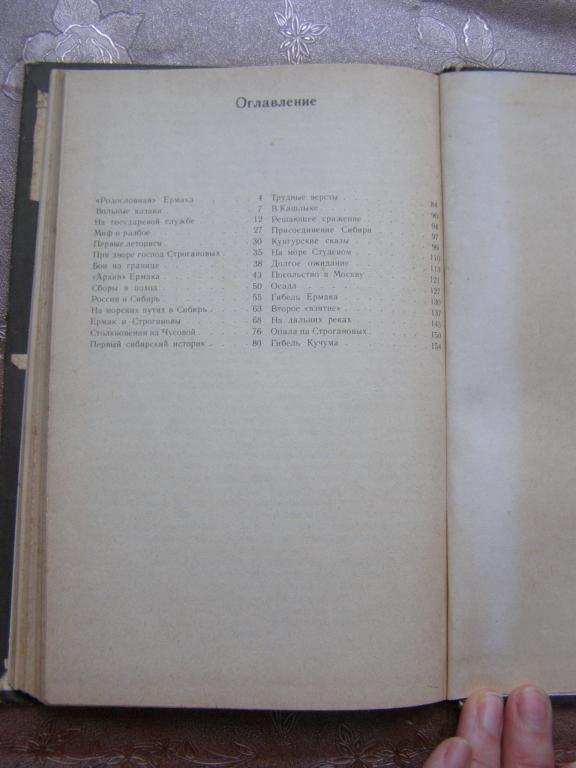 Оглавление
«Родословная» Ермака 4
Вольные казаки . 7
На государевой службе 12
Миф о разбое 27
Первые летописи 30
При дворе господ Строгановых . 35
Бои на границе 38
«Архив» Ермака . 43
Сборы в поход 50
Россия и Сибирь 55
На морских путях в Сибирь . 63
Ермак и Строгановы 68
Столкновения на Чусовой 76
Первый сибирский историк . 80
Трудные версты . 84
В Кашлыке . 90
Решающее сражение 94
Присоединение Сибири 97
Кунгурские сказы 99
На море Студеном 110
Долгое ожидание 113
Посольство в Москву 121
Осада 127
Гибель Ермака 130
Второе «взятие» 137
На дальних реках 143
Опала на Строгановых . 150
Гибель Кучума 154